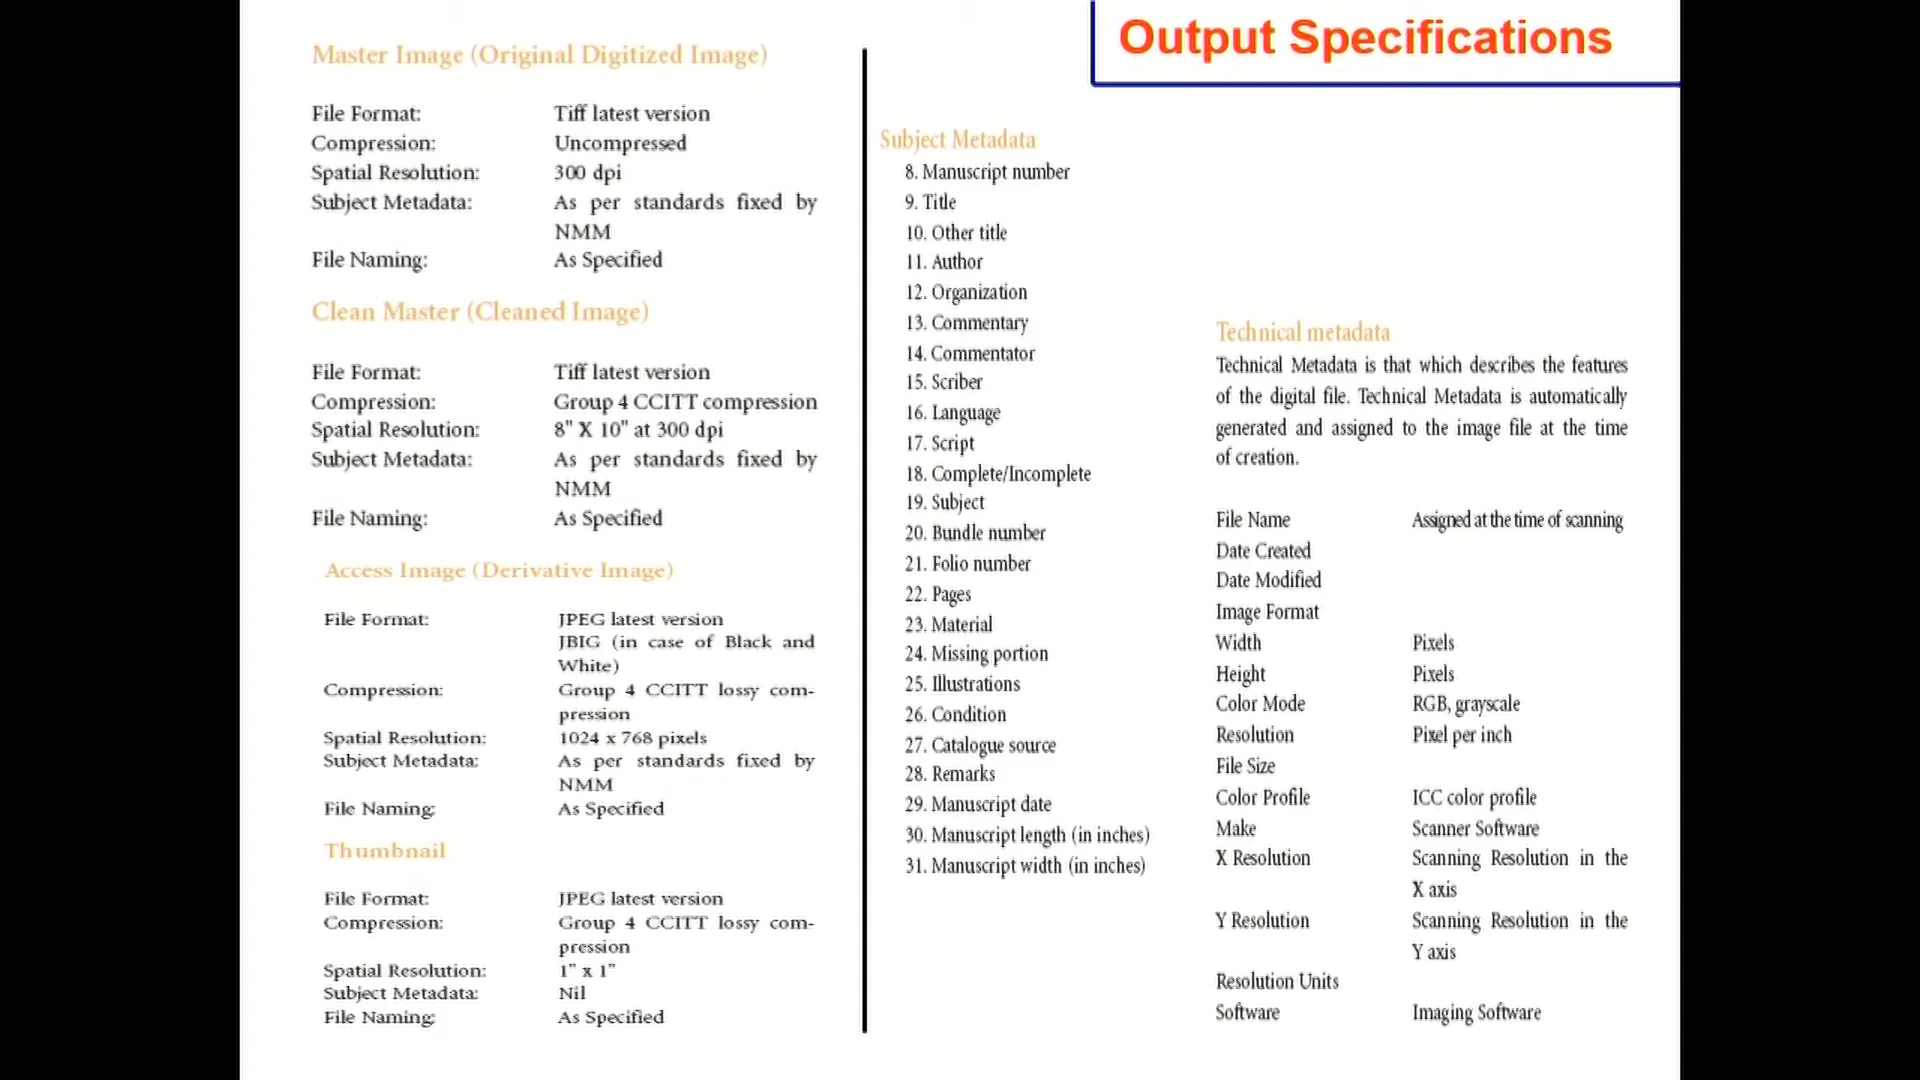 Output Specifications
Master Image (Original Digitized Image)
File Format: Tiff latest version
Compression: Uncompressed
Spatial Resolution: 300 dpi
Subject Metadata: As per standards fixed by
NMM
File Naming: As Specified
Clean Master (Cleaned Image)
File Format: Tiff latest version
Compression: Group 4 CCITT compression
Spatial Resolution: 8" X 10" at 300 dpi
Subject Metadata: As per standards fixed by
NMM
File Naming: As Specified
Access Image (Derivative Image)
File Format: JPEG latest version
JBIG (in case of Black and
White)
Compression: Group 4 CCITT lossy com-
pression
Spatial Resolution: 1024 x 768 pixels
Subject Metadata: As per standards fixed by
NMM
File Naming: As Specified
Thumbnail
File Format: JPEG latest version
Compression: Group 4 CCITT lossy com-
pression
Spatial Resolution: 1" x 1"
Subject Metadata: Nil
File Naming: As Specified
Subject Metadata
8. Manuscript number
9. Title
10. Other title
11. Author
12. Organization
13. Commentary
14. Commentator
15. Scriber
16. Language
17. Script
18. Complete/Incomplete
19. Subject
20. Bundle number
21. Folio number
22. Pages
23. Material
24. Missing portion
25. Illustrations
26. Condition
27. Catalogue source
28. Remarks
29. Manuscript date
30. Manuscript length (in inches)
31. Manuscript width (in inches)
Technical metadata
Technical Metadata is that which describes the features
of the digital file. Technical Metadata is automatically
generated and assigned to the image file at the time
of creation.
File Name Assigned at the time of scanning
Date Created
Date Modified
Image Format
Width Pixels
Height Pixels
Color Mode RGB, grayscale
Resolution Pixel per inch
File Size
Color Profile ICC color profile
Make Scanner Software
X Resolution Scanning Resolution in the
X axis
Y Resolution Scanning Resolution in the
Y axis
Resolution Units
Software Imaging Software